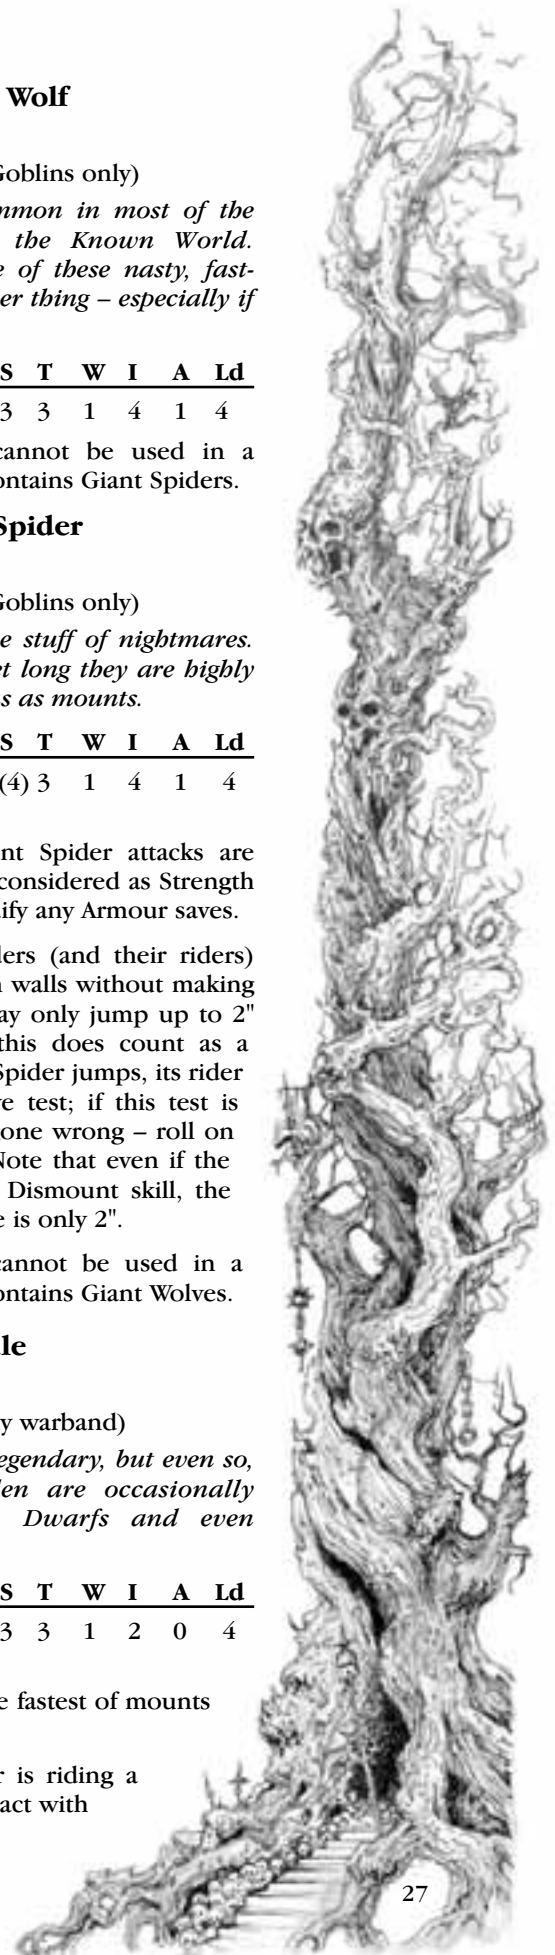 Wolf
Goblins only)
mmon in most of the
the Known World.
e of these nasty, fast-
er thing – especially if
S T W I A Ld
3 3 1 4 1 4
cannot be used in a
ontains Giant Spiders.
Spider
Goblins only)
e stuff of nightmares.
et long they are highly
s as mounts.
S T W I A Ld
(4) 3 1 4 1 4
nt Spider attacks are
considered as Strength
ify any Armour saves.
ders (and their riders)
n walls without making
ay only jump up to 2"
this does count as a
Spider jumps, its rider
e test; if this test is
one wrong – roll on
Note that even if the
Dismount skill, the
e is only 2".
cannot be used in a
ontains Giant Wolves.
le
y warband)
egendary, but even so,
en are occasionally
Dwarfs and even
S T W I A Ld
3 3 1 2 0 4
e fastest of mounts
r is riding a
act with
27